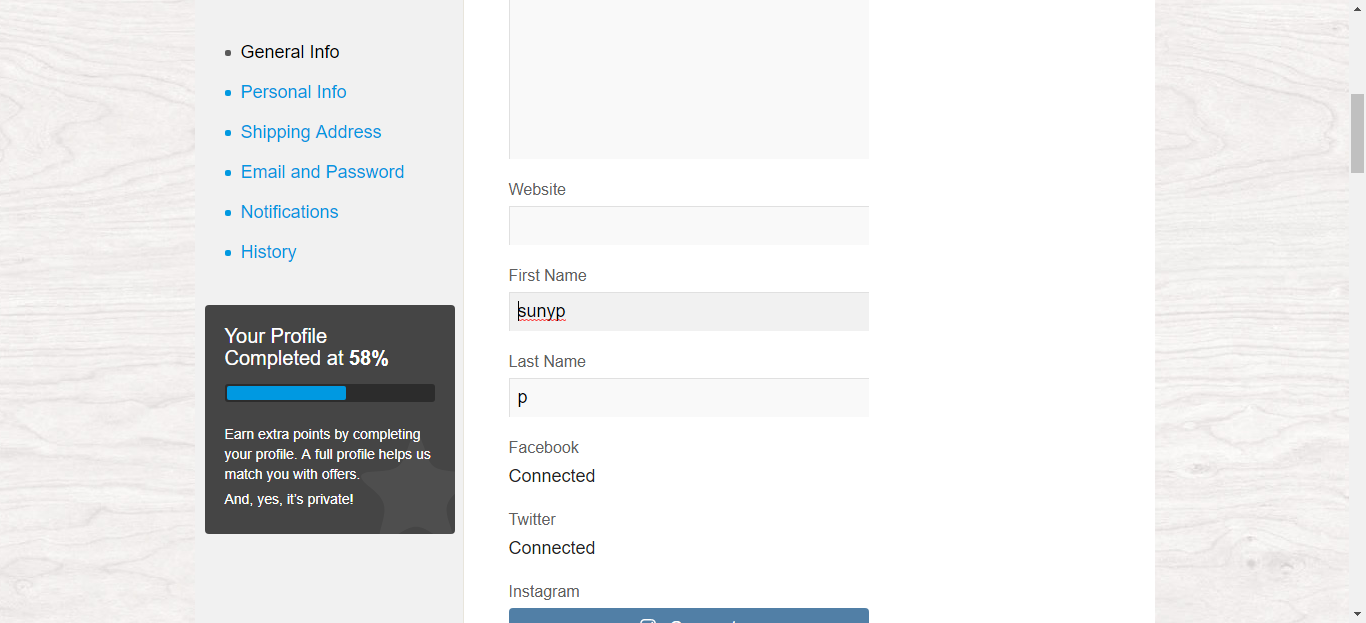 General Info
Personal Info
Shipping Address
Email and Password
Notifications
History
Your Profile
Completed at 58%
Earn extra points by completing
your profile. A full profile helps us
match you with offers.
And, yes, it's private!
Website
First Name
sunyp
Last Name
p
Facebook
Connected
Twitter
Connected
Instagram